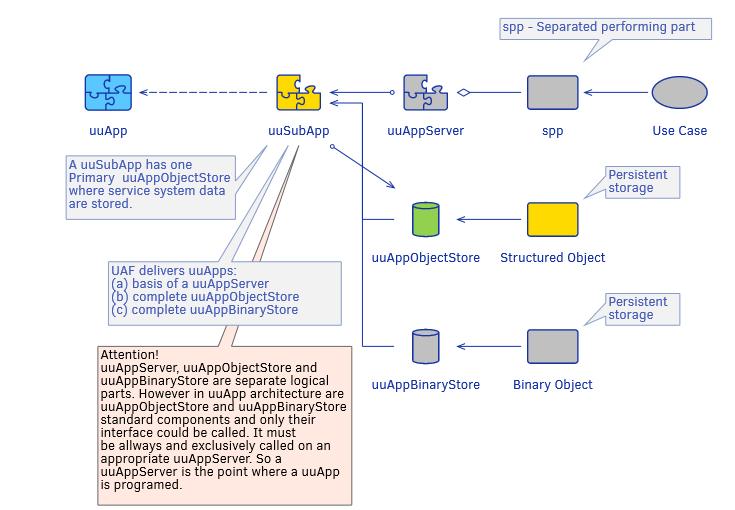 spp - Separated performing part
uuApp
uuSubApp
uuAppServer
spp
Use Case
A uuSubApp has one
Primary  uuAppObjectStore
where service system data
are stored.
Persistent
storage
uuAppObjectStore
Structured Object
UAF delivers uuApps:
(a) basis of a uuAppServer
(b) complete uuAppObjectStore
(c) complete uuAppBinaryStore
Persistent
storage
uuAppBinaryStore
Binary Object
Attention!
uuAppServer, uuAppObjectStore and
uuAppBinaryStore are separate logical
parts. However in uuApp architecture are
uuAppObjectStore and uuAppBinaryStore
standard components and only their
interface could be called. It must
be allways and exclusively called on an
appropriate uuAppServer. So a
uuAppServer is the point where a uuApp
is programed.